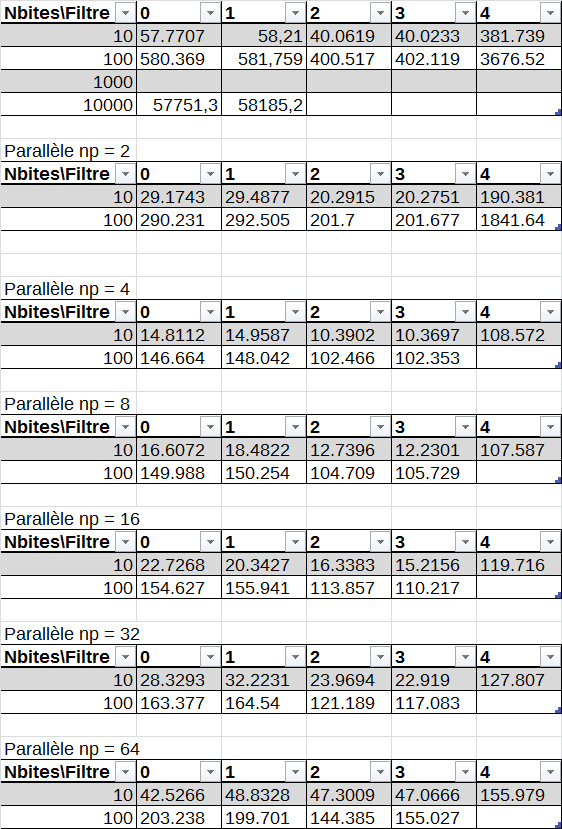 Nbites\Filtre 0 1 2 3 4
10 57.7707 58,21 40.0619 40.0233 381.739
100 580.369 581,759 400.517 402.119 3676.52
1000
10000 57751,3 58185,2
Parallèle np = 2
Nbites\Filtre 0 1 2 3 4
10 29.1743 29.4877 20.2915 20.2751 190.381
100 290.231 292.505 201.7 201.677 1841.64
Parallèle np = 4
Nbites\Filtre 0 1 2 3 4
10 14.8112 14.9587 10.3902 10.3697 108.572
100 146.664 148.042 102.466 102.353
Parallèle np = 8
Nbites\Filtre 0 1 2 3 4
10 16.6072 18.4822 12.7396 12.2301 107.587
100 149.988 150.254 104.709 105.729
Parallèle np = 16
Nbites\Filtre 0 1 2 3 4
10 22.7268 20.3427 16.3383 15.2156 119.716
100 154.627 155.941 113.857 110.217
Parallèle np = 32
Nbites\Filtre 0 1 2 3 4
10 28.3293 32.2231 23.9694 22.919 127.807
100 163.377 164.54 121.189 117.083
Parallèle np = 64
Nbites\Filtre 0 1 2 3 4
10 42.5266 48.8328 47.3009 47.0666 155.979
100 203.238 199.701 144.385 155.027